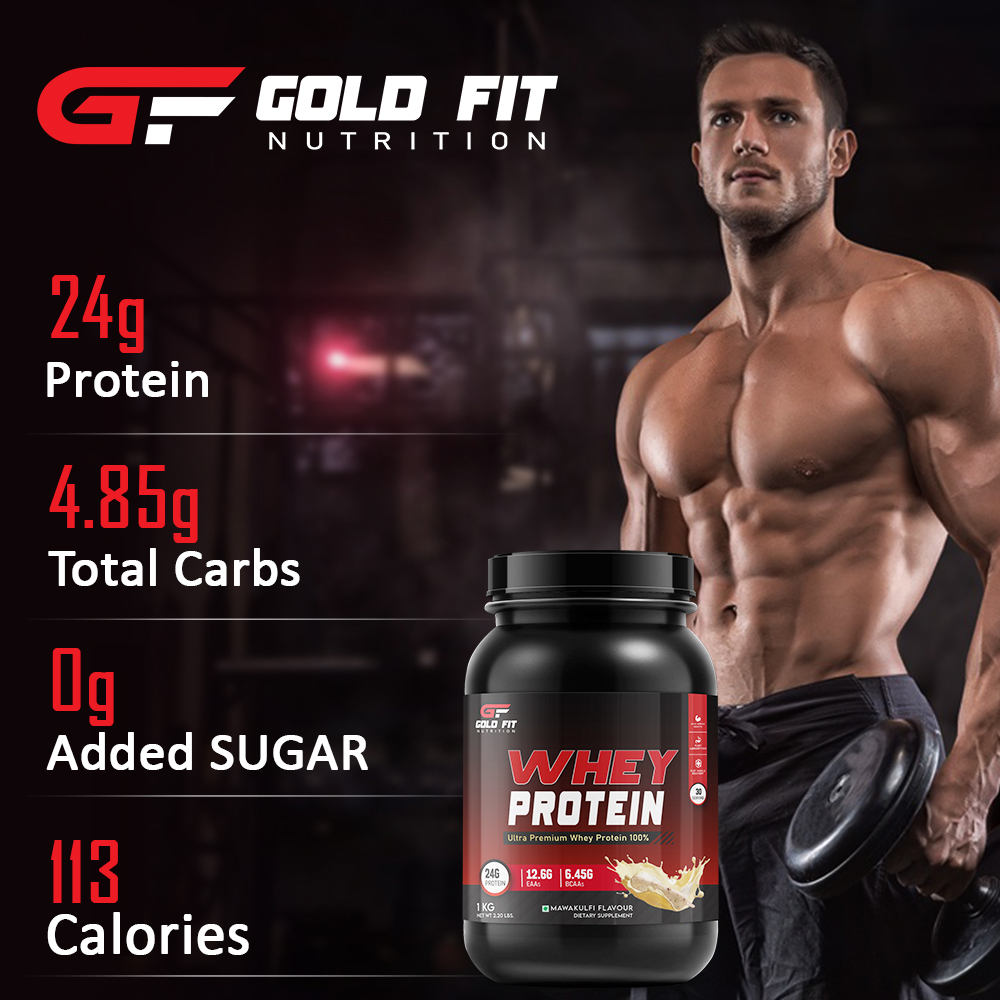 GF GOLD FIT
NUTRITION
24g
Protein
4.85g
Total Carbs
0g
Added SUGAR
113
Calories
GF
GOLD FIT
NUTRITION
WHEY
PROTEIN
Ultra Premium Whey Protein 100%
30
24G
PROTEIN
12.6G
EAAs
6.45G
BCAAs
1 KG
NET WT 2.20 LBS.
MAWAKULFI FLAVOUR
DIETARY SUPPLEMENT